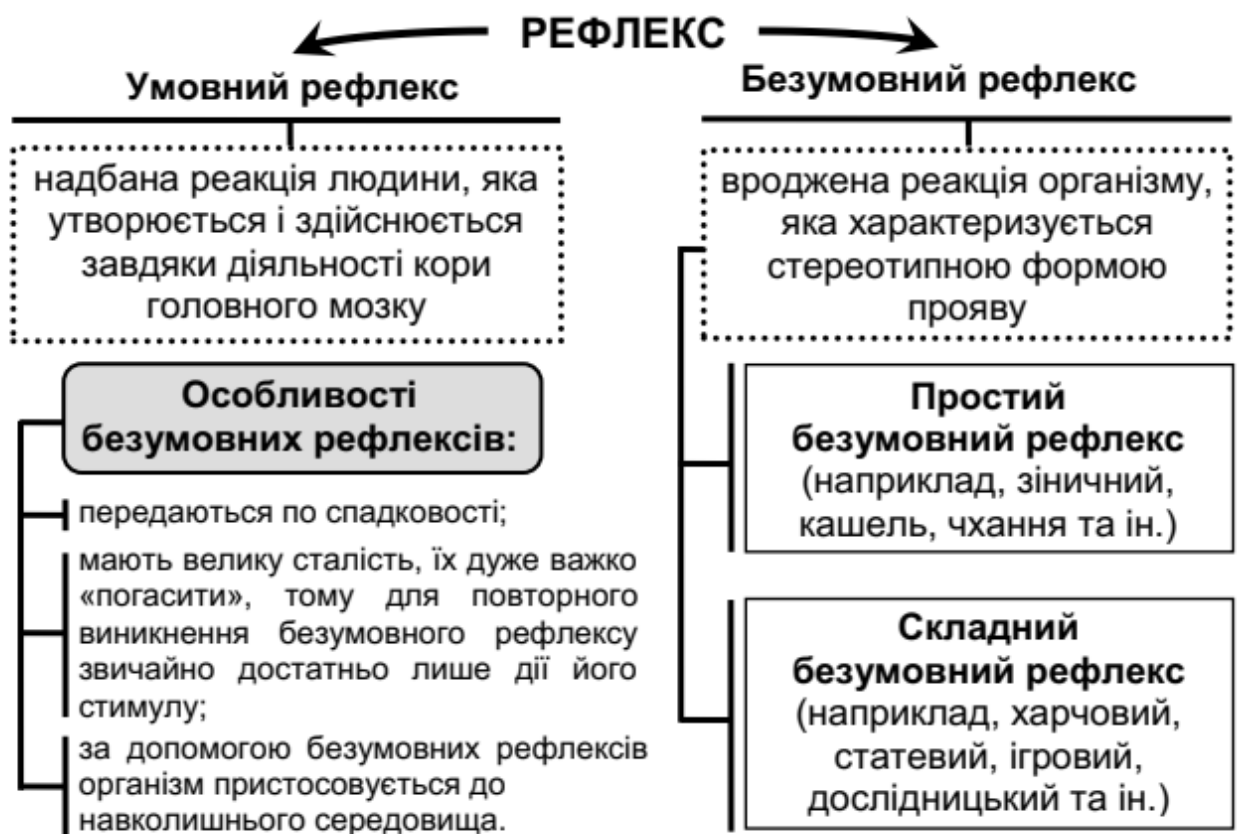 РЕФЛЕКС
Умовний рефлекс
надбана реакція людини, яка
утворюється і здійснюється
завдяки діяльності кори
головного мозку
Особливості
безумовних рефлексів:
передаються по спадковості;
мають велику сталість, їх дуже важко
«погасити», тому для повторного
виникнення безумовного рефлексу
звичайно достатньо лише дії його
стимулу;
за допомогою безумовних рефлексів
організм пристосовується до
навколишнього середовища.
Безумовний рефлекс
вроджена реакція організму,
яка характеризується
стереотипною формою
прояву
Простий
безумовний рефлекс
(наприклад, зіничний,
кашель, чхання та ін.)
Складний
безумовний рефлекс
(наприклад, харчовий,
статевий, ігровий,
дослідницький та ін.)